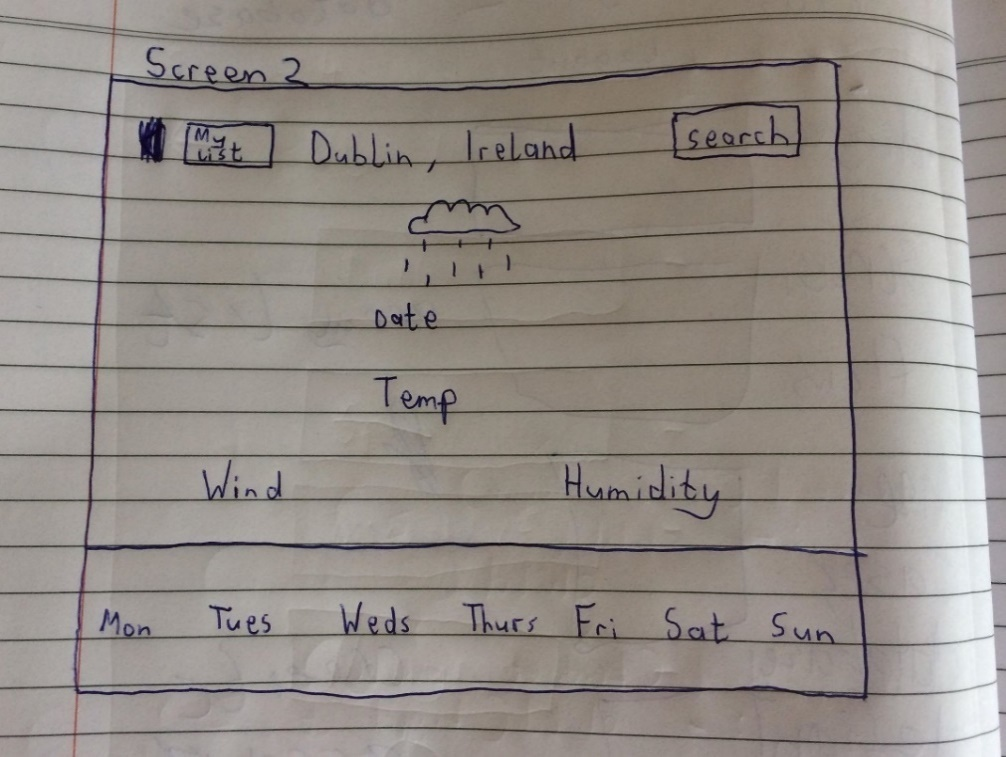 Screen 2
My
List
Dublin, Ireland
search
Date
Temp
Wind Humidity
Mon Tues Weds Thurs Fri Sat Sun